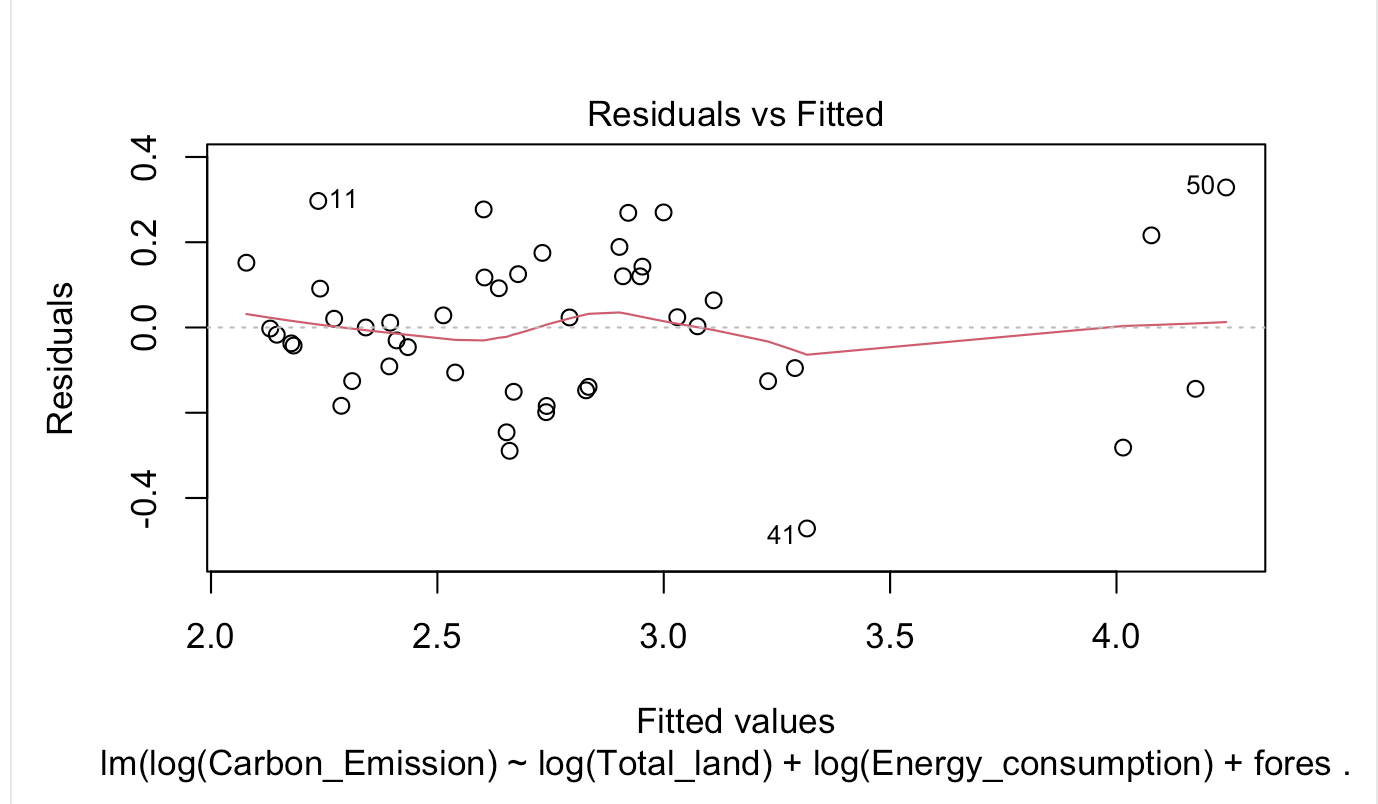 Residuals vs Fitted
0.4
0.2
0.0
-0.4
Residuals
11
50
41
2.0 2.5 3.0 3.5 4.0
Fitted values
lm(log(Carbon_Emission) ~ log(Total_land) + log(Energy_consumption) + fores .